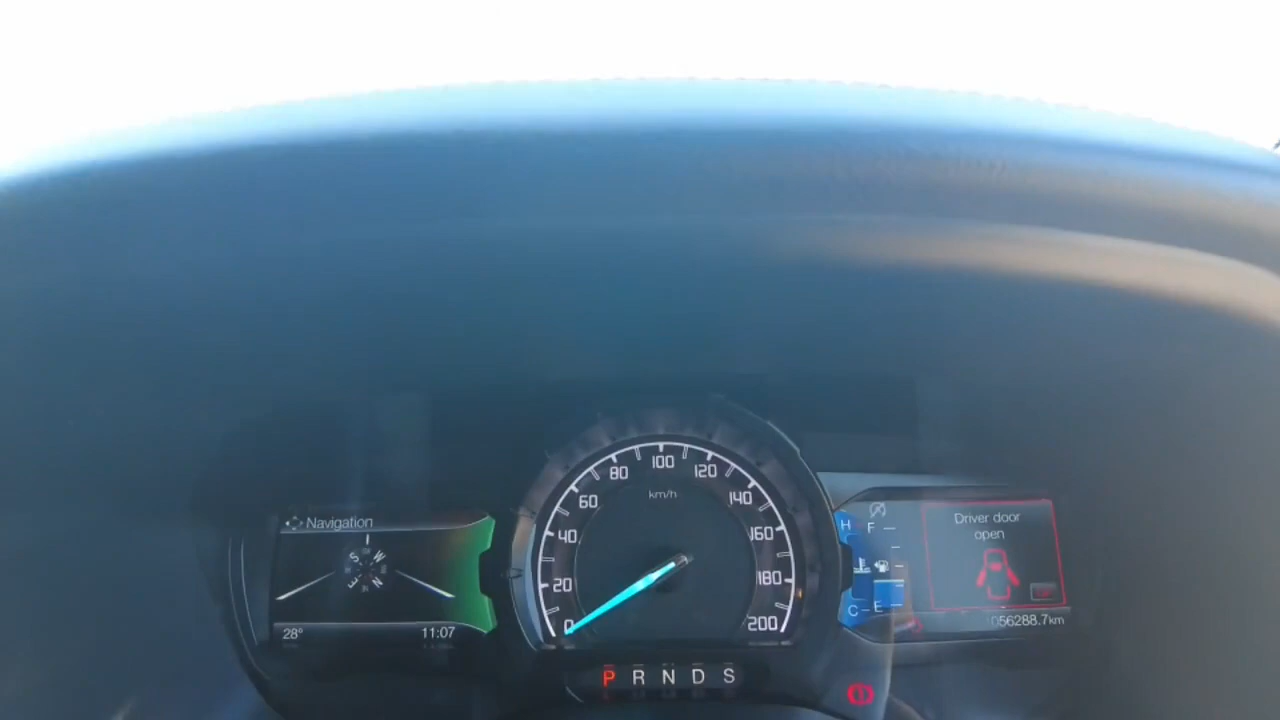 Navigation
S W
E N
28° 11:07
0 20 40 60 80 100 120 140 160 180 200
km/h
P R N D S
H F
C E
Driver door
open
056288.7km